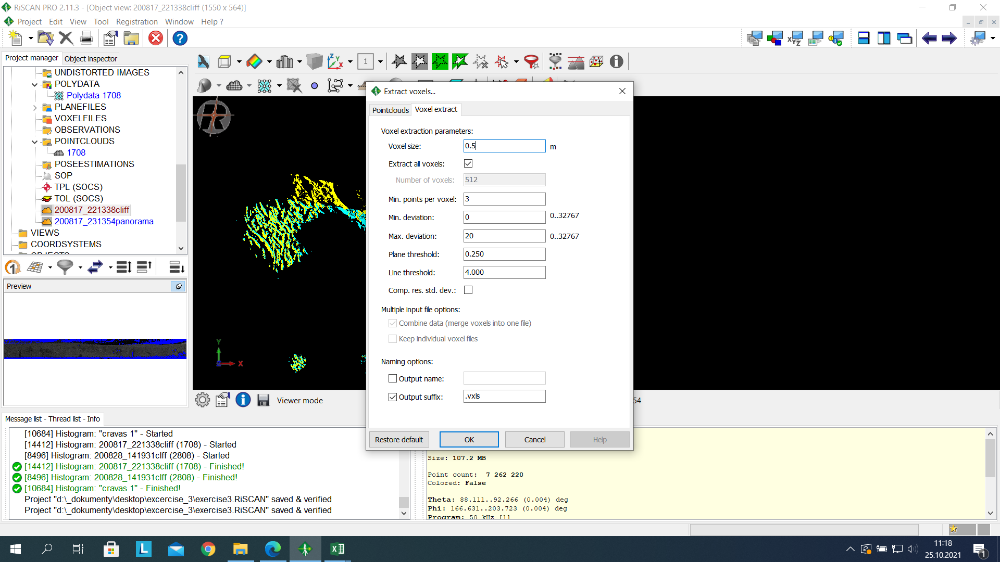 RiSCAN PRO 2.11.3 - [Object view: 200817_221338cliff (1550 x 564)]
Project Edit View Tool Registration Window Help ?
Project manager Object inspector
UNDISTORTED IMAGES
POLYDATA
Polydata 1708
PLANEFILES
VOXELFILES
OBSERVATIONS
POINTCLOUDS
1708
POSEESTIMATIONS
SOP
TPL (SOCS)
TOL (SOCS)
200817_221338cliff
200817_231354panorama
VIEWS
COORDSYSTEMS
Preview
xYZ
Z Y X
1
Y
Z X
Viewer mode
54
Extract voxels...
Pointclouds Voxel extract
Voxel extraction parameters:
Voxel size: 0.5 m
Extract all voxels:
Number of voxels: 512
Min. points per voxel: 3
Min. deviation: 0 0..32767
Max. deviation: 20 0..32767
Plane threshold: 0.250
Line threshold: 4.000
Comp. res. std. dev.:
Multiple input file options:
Combine data (merge voxels into one file)
Keep individual voxel files
Naming options:
Output name:
Output suffix: .vxls
Restore default OK Cancel Help
Message list - Thread list - Info
[10684] Histogram: "cravas 1" - Started
[14412] Histogram: 200817_221338cliff (1708) - Started
[8496] Histogram: 200828_141931clff (2808) - Started
[14412] Histogram: 200817_221338cliff (1708) - Finished!
[8496] Histogram: 200828_141931clff (2808) - Finished!
[10684] Histogram: "cravas 1" - Finished!
Project "d:\_dokumenty\desktop\excercise_3\exercise3.RiSCAN" saved & verified
Project "d:\_dokumenty\desktop\excercise_3\exercise3.RiSCAN" saved & verified
Size: 107.2 MB
Point count: 7 262 220
Colored: False
Theta: 88.111..92.266 (0.004) deg
Phi: 166.631..203.723 (0.004) deg
Program: 50 kHz [1]
11:18
25.10.2021
1